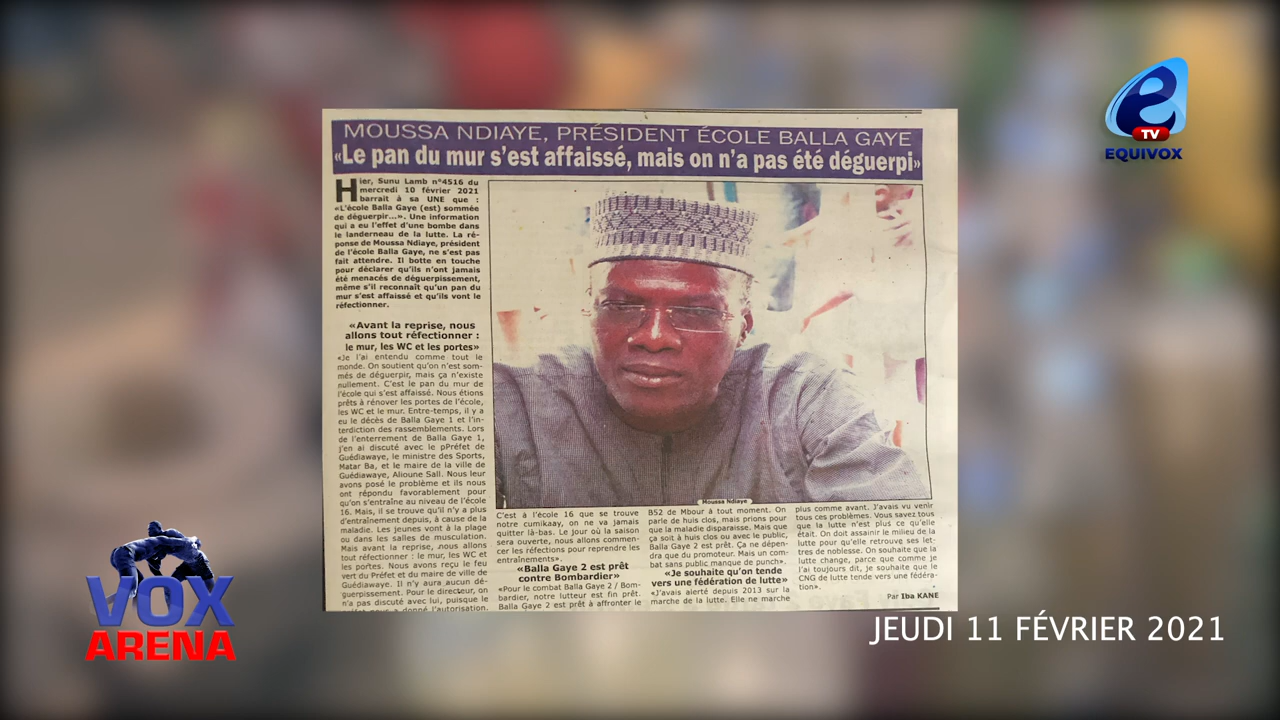 MOUSSA NDIAYE, PRÉSIDENT ÉCOLE BALLA GAYE
«Le pan du mur s'est affaissé, mais on n'a pas été déguerpi»
Hier, Sunu Lamb n°4516 du
mercredi 10 février 2021
barrait à sa UNE que :
«L'école Balla Gaye (est) sommée
de déguerpir...». Une information
qui a eu l'effet d'une bombe dans
le landerneau de la lutte. La ré-
ponse de Moussa Ndiaye, président
de l'école Balla Gaye, ne s'est pas
fait attendre. Il botte en touche
pour déclarer qu'ils n'ont jamais
été menacés de déguerpissement,
même s'il reconnaît qu'un pan du
mur s'est affaissé et qu'ils vont le
réfectionner.
«Avant la reprise, nous
allons tout réfectionner :
le mur, les WC et les portes»
«Je l'ai entendu comme tout le
monde. On soutient qu'on n'est som-
més de déguerpir, mais ça n'existe
nullement. C'est le pan du mur de
l'école qui s'est affaissé. Nous étions
prêts à rénover les portes de l'école,
les WC et le mur. Entre-temps, il y a
eu le décès de Balla Gaye 1 et l'in-
terdiction des rassemblements. Lors
de l'enterrement de Balla Gaye 1,
j'en ai discuté avec le pPréfet de
Guédiawaye, le ministre des Sports,
Matar Ba, et le maire de la ville de
Guédiawaye, Alioune Sall. Nous leur
avons posé le problème et ils nous
ont répondu favorablement pour
qu'on s'entraîne au niveau de l'école
16. Mais, il se trouve qu'il n'y a plus
d'entraînement depuis, à cause de la
maladie. Les jeunes vont à la plage
ou dans les salles de musculation.
Mais avant la reprise, nous allons
tout réfectionner : le mur, les WC et
les portes. Nous avons reçu le feu
vert du Préfet et du maire de ville de
Guédiawaye. Il n'y aura aucun dé-
guerpissement. Pour le directeur, on
n'a pas discuté avec lui, puisque le
préfet nous a donné l'autorisation.
Moussa Ndiaye
C'est à l'école 16 que se trouve
notre cumikaay, on ne va jamais
quitter là-bas. Le jour où la saison
sera ouverte, nous allons commen-
cer les réfections pour reprendre les
entraînements».
«Balla Gaye 2 est prêt
contre Bombardier»
«Pour le combat Balla Gaye 2 / Bom-
bardier, notre lutteur est fin prêt.
Balla Gaye 2 est prêt à affronter le
B52 de Mbour à tout moment. On
parle de huis clos, mais prions pour
que la maladie disparaisse. Mais que
ça soit à huis clos ou avec le public,
Balla Gaye 2 est prêt. Ça ne dépen-
dra que du promoteur. Mais un com-
bat sans public manque de punch».
«Je souhaite qu'on tende
vers une fédération de lutte»
«J'avais alerté depuis 2013 sur la
marche de la lutte. Elle ne marche
plus comme avant. J'avais vu venir
tous ces problèmes. Vous savez tous
que la lutte n'est plus ce qu'elle
était. On doit assainir le milieu de la
lutte pour qu'elle retrouve ses let-
tres de noblesse. On souhaite que la
lutte change, parce que comme je
l'ai toujours dit, je souhaite que le
CNG de lutte tende vers une fédéra-
tion».
Par Iba KANE
e
TV
EQUIVOX
VOX
ARENA
JEUDI 11 FÉVRIER 2021